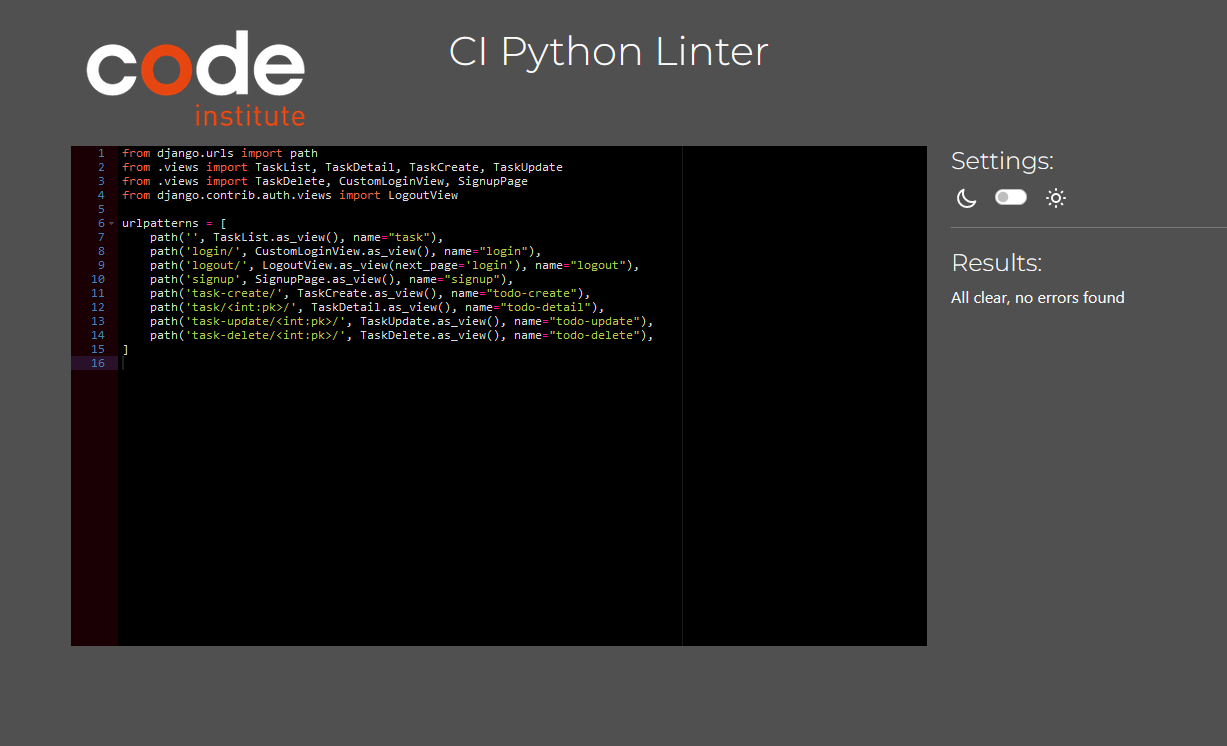 code
institute
CI Python Linter
1 from django.urls import path
2 from .views import TaskList, TaskDetail, TaskCreate, TaskUpdate
3 from .views import TaskDelete, CustomLoginView, SignupPage
4 from django.contrib.auth.views import LogoutView
5
6 urlpatterns = [
7     path('', TaskList.as_view(), name="task"),
8     path('login/', CustomLoginView.as_view(), name="login"),
9     path('logout/', LogoutView.as_view(next_page='login'), name="logout"),
10     path('signup', SignupPage.as_view(), name="signup"),
11     path('task-create/', TaskCreate.as_view(), name="todo-create"),
12     path('task/<int:pk>/', TaskDetail.as_view(), name="todo-detail"),
13     path('task-update/<int:pk>/', TaskUpdate.as_view(), name="todo-update"),
14     path('task-delete/<int:pk>/', TaskDelete.as_view(), name="todo-delete"),
15 ]
16
Settings:
Results:
All clear, no errors found